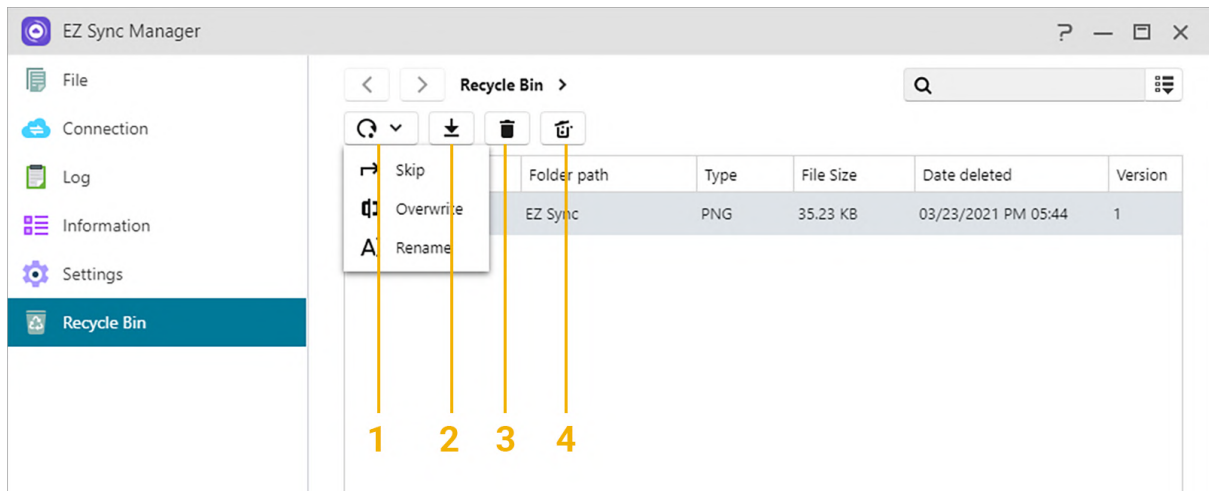 EZ Sync Manager
File
Connection
Log
Information
Settings
Recycle Bin
Recycle Bin
Skip
Overwrite
Rename
Folder path Type File Size Date deleted Version
EZ Sync PNG 35.23 KB 03/23/2021 PM 05:44 1
1 2 3 4